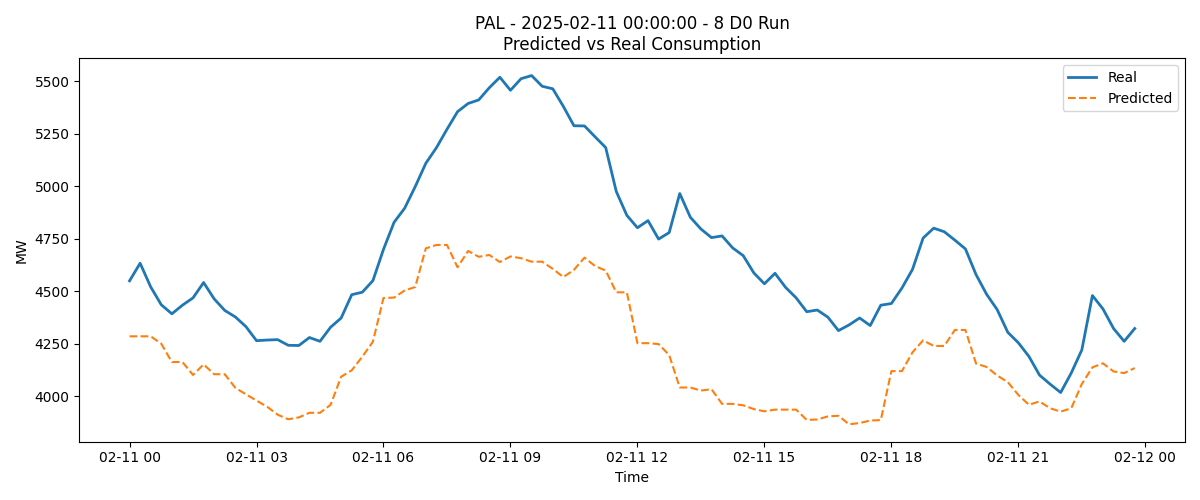 PAL - 2025-02-11 00:00:00 - 8 D0 Run
Predicted vs Real Consumption
Real
Predicted
MW
5500
5250
5000
4750
4500
4250
4000
02-11 00
02-11 03
02-11 06
02-11 09
02-11 12
02-11 15
02-11 18
02-11 21
02-12 00
Time